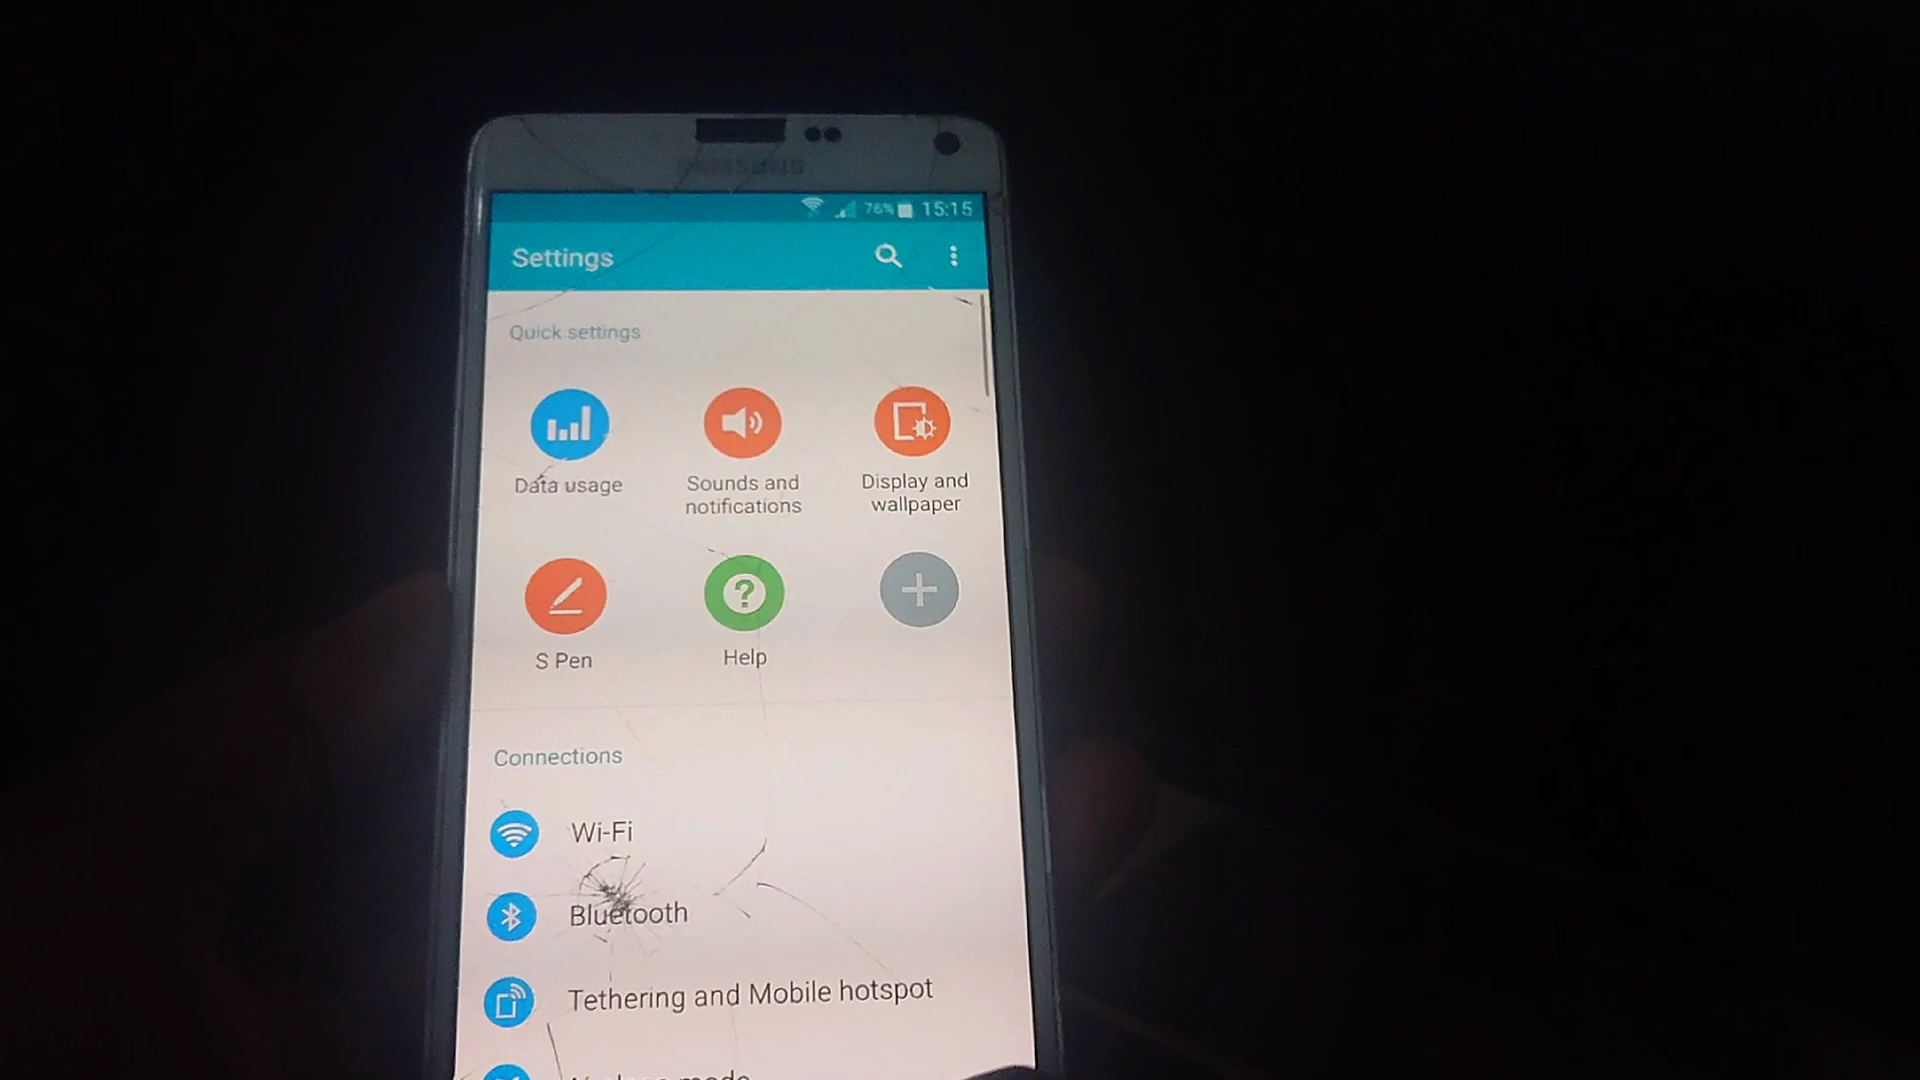 SAMSUNG
76% 15:15
Settings
Quick settings
Data usage
Sounds and
notifications
Display and
wallpaper
S Pen
Help
Connections
Wi-Fi
Bluetooth
Tethering and Mobile hotspot